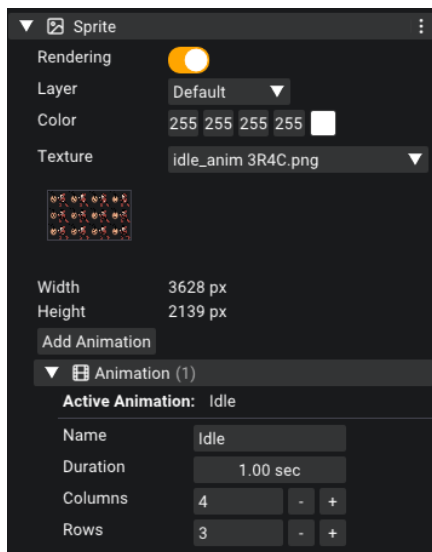 Sprite
Rendering
Layer Default
Color 255 255 255 255
Texture idle_anim 3R4C.png
Width 3628 px
Height 2139 px
Add Animation
Animation (1)
Active Animation: Idle
Name Idle
Duration 1.00 sec
Columns 4 - +
Rows 3 - +